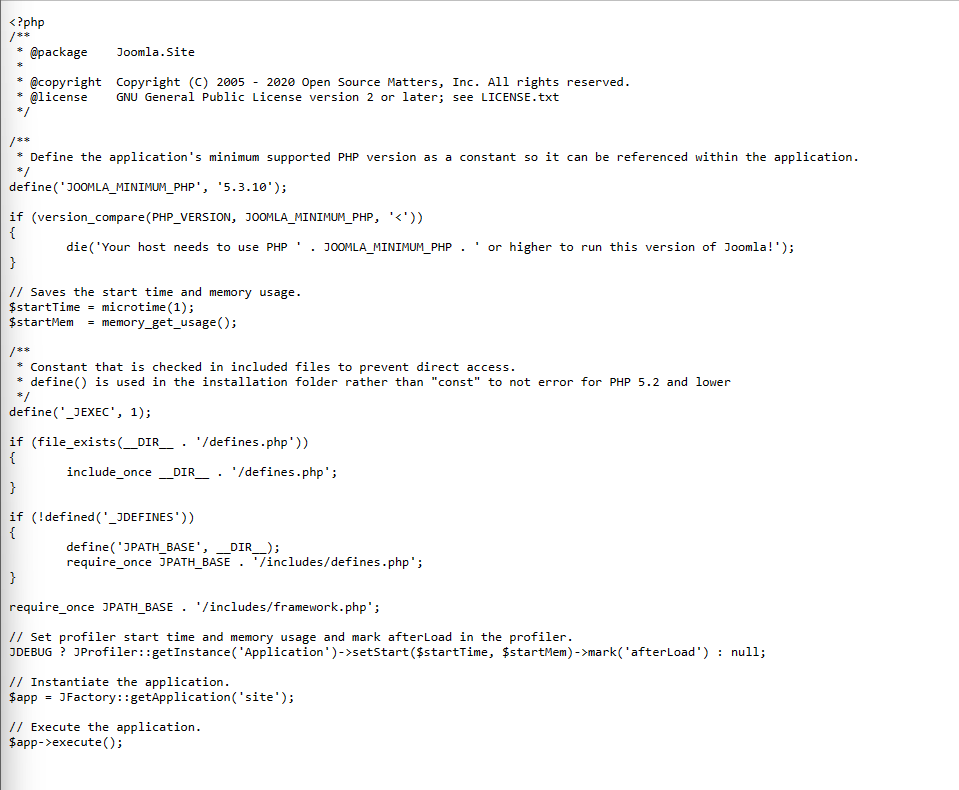 <?php
/**
 * @package    Joomla.Site
 *
 * @copyright  Copyright (C) 2005 - 2020 Open Source Matters, Inc. All rights reserved.
 * @license    GNU General Public License version 2 or later; see LICENSE.txt
 */

/**
 * Define the application's minimum supported PHP version as a constant so it can be referenced within the application.
 */
define('JOOMLA_MINIMUM_PHP', '5.3.10');

if (version_compare(PHP_VERSION, JOOMLA_MINIMUM_PHP, '<'))
{
	die('Your host needs to use PHP ' . JOOMLA_MINIMUM_PHP . ' or higher to run this version of Joomla!');
}

// Saves the start time and memory usage.
$startTime = microtime(1);
$startMem  = memory_get_usage();

/**
 * Constant that is checked in included files to prevent direct access.
 * define() is used in the installation folder rather than "const" to not error for PHP 5.2 and lower
 */
define('_JEXEC', 1);

if (file_exists(__DIR__ . '/defines.php'))
{
	include_once __DIR__ . '/defines.php';
}

if (!defined('_JDEFINES'))
{
	define('JPATH_BASE', __DIR__);
	require_once JPATH_BASE . '/includes/defines.php';
}

require_once JPATH_BASE . '/includes/framework.php';

// Set profiler start time and memory usage and mark afterLoad in the profiler.
JDEBUG ? JProfiler::getInstance('Application')->setStart($startTime, $startMem)->mark('afterLoad') : null;

// Instantiate the application.
$app = JFactory::getApplication('site');

// Execute the application.
$app->execute();